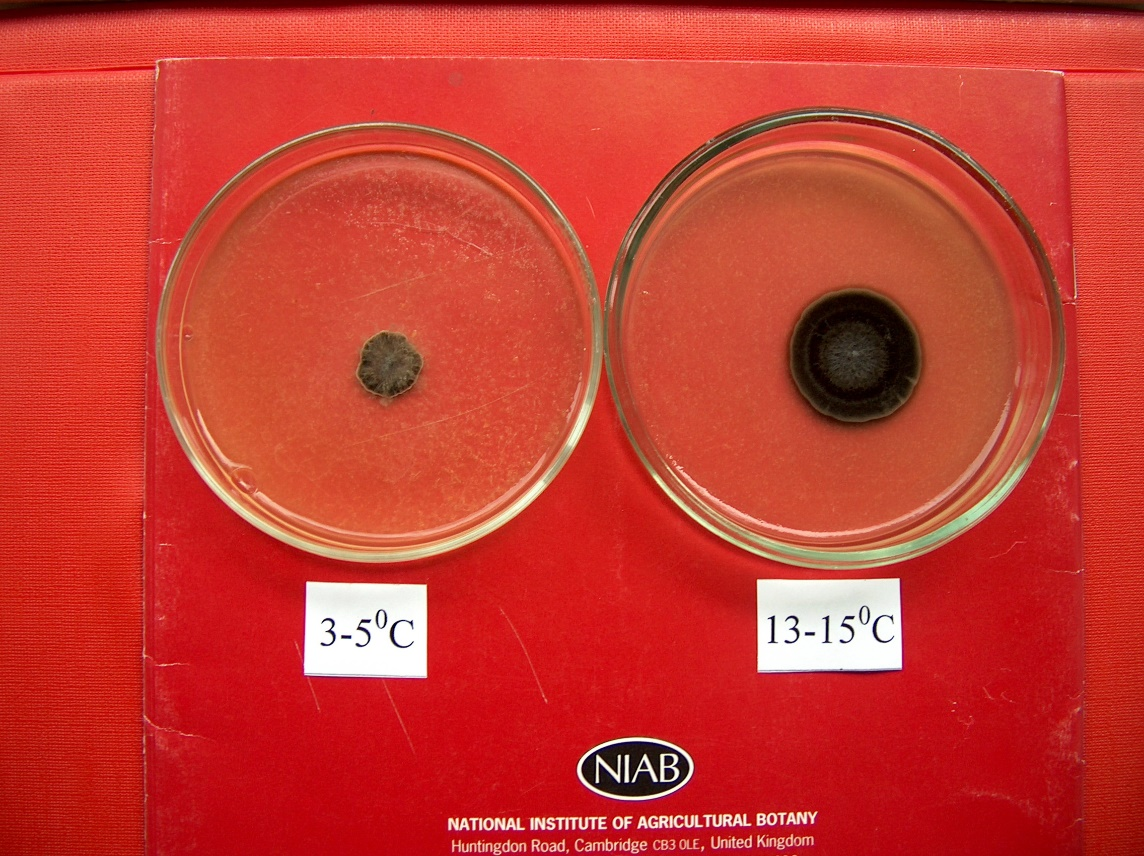 3-5⁰C
13-15⁰C
NIAB
NATIONAL INSTITUTE OF AGRICULTURAL BOTANY
Huntingdon Road, Cambridge CB3 0LE, United Kingdom